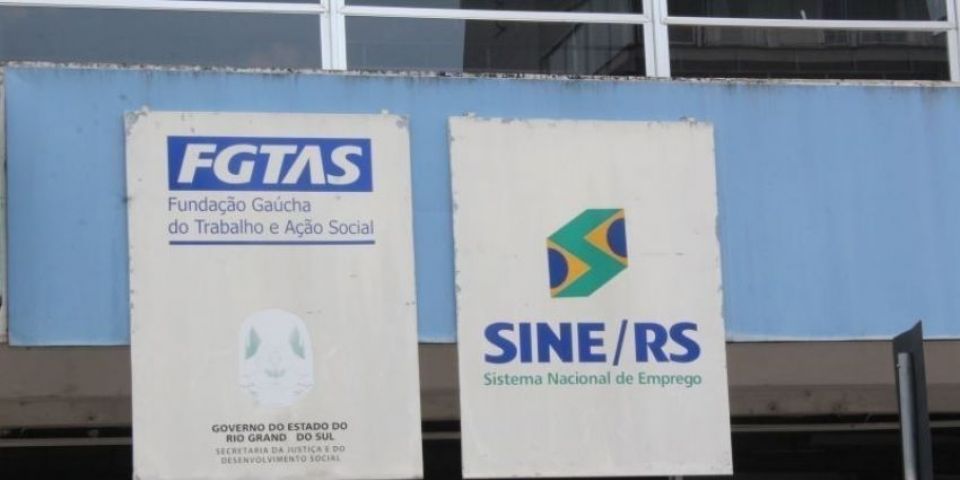 FGTAS
Fundação Gaúcha
do Trabalho e Ação Social
GOVERNO DO ESTADO DO
RIO GRAND DO SUL
SECRETARIA DA JUSTIÇA E DO
DESENVOLVIMENTO SOCIAL
SINE/RS
Sistema Nacional de Emprego